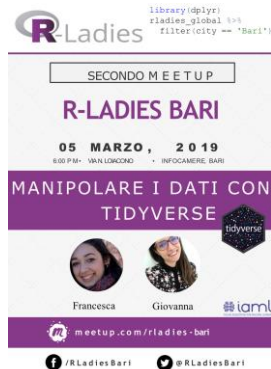 library(dplyr)
rladies_global %>%
filter(city == 'Bari')
R-Ladies
SECONDO MEETUP
R-LADIES BARI
05 MARZO, 2019
6:00 PM • VIA N LOIACONO • INFOCAMERE, BARI
MANIPOLARE I DATI CON
TIDYVERSE
tidyverse
Francesca
Giovanna
iaml
meetup.com/rladies-bari
/RLadiesBari
@RLadiesBari